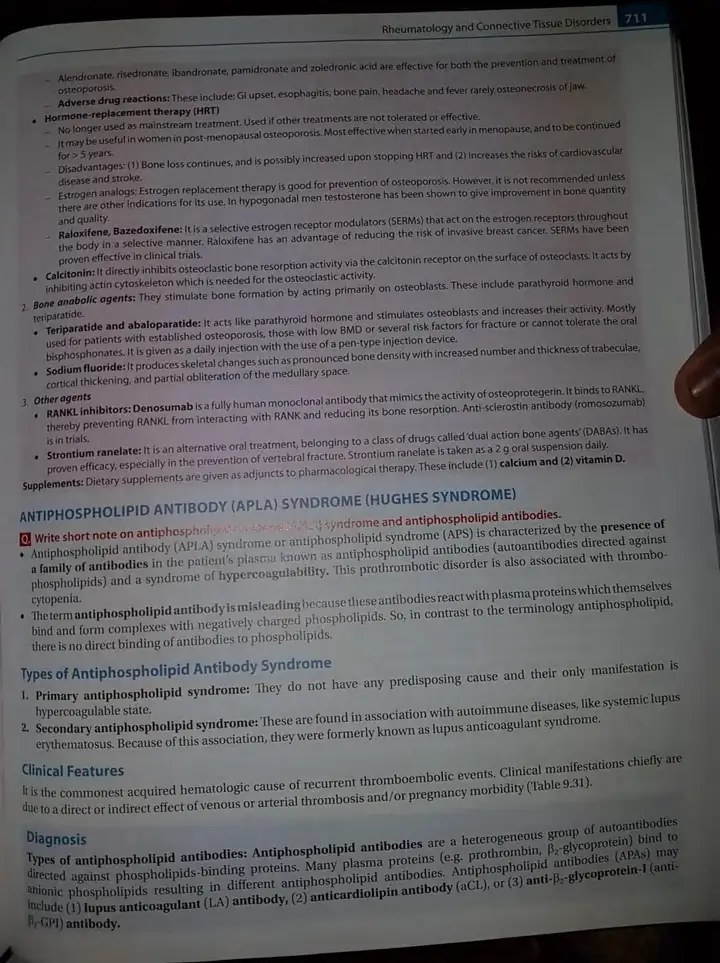 Rheumatology and Connective Tissue Disorders 711
– Alendronate, risedronate, ibandronate, pamidronate and zoledronic acid are effective for both the prevention and treatment of
osteoporosis.
– Adverse drug reactions: These include: GI upset, esophagitis, bone pain, headache and fever rarely osteonecrosis of jaw.
• Hormone-replacement therapy (HRT)
– No longer used as mainstream treatment. Used if other treatments are not tolerated or effective.
– It may be useful in women in post-menopausal osteoporosis. Most effective when started early in menopause, and to be continued
for > 5 years.
– Disadvantages: (1) Bone loss continues, and is possibly increased upon stopping HRT and (2) increases the risks of cardiovascular
disease and stroke.
– Estrogen analogs: Estrogen replacement therapy is good for prevention of osteoporosis. However, it is not recommended unless
there are other indications for its use. In hypogonadal men testosterone has been shown to give improvement in bone quantity
and quality.
– Raloxifene, Bazedoxifene: It is a selective estrogen receptor modulators (SERMs) that act on the estrogen receptors throughout
the body in a selective manner. Raloxifene has an advantage of reducing the risk of invasive breast cancer. SERMs have been
proven effective in clinical trials.
• Calcitonin: It directly inhibits osteoclastic bone resorption activity via the calcitonin receptor on the surface of osteoclasts. It acts by
inhibiting actin cytoskeleton which is needed for the osteoclastic activity.
2. Bone anabolic agents: They stimulate bone formation by acting primarily on osteoblasts. These include parathyroid hormone and
teriparatide.
• Teriparatide and abaloparatide: It acts like parathyroid hormone and stimulates osteoblasts and increases their activity. Mostly
used for patients with established osteoporosis, those with low BMD or several risk factors for fracture or cannot tolerate the oral
bisphosphonates. It is given as a daily injection with the use of a pen-type injection device.
• Sodium fluoride: It produces skeletal changes such as pronounced bone density with increased number and thickness of trabeculae,
cortical thickening, and partial obliteration of the medullary space.
3. Other agents
• RANKL inhibitors: Denosumab is a fully human monoclonal antibody that mimics the activity of osteoprotegerin. It binds to RANKL,
thereby preventing RANKL from interacting with RANK and reducing its bone resorption. Anti-sclerostin antibody (romosozumab)
is in trials.
• Strontium ranelate: It is an alternative oral treatment, belonging to a class of drugs called 'dual action bone agents' (DABAs). It has
proven efficacy, especially in the prevention of vertebral fracture. Strontium ranelate is taken as a 2 g oral suspension daily.
Supplements: Dietary supplements are given as adjuncts to pharmacological therapy. These include (1) calcium and (2) vitamin D.
ANTIPHOSPHOLIPID ANTIBODY (APLA) SYNDROME (HUGHES SYNDROME)
Q. Write short note on antiphospholipid syndrome and antiphospholipid antibodies.
• Antiphospholipid antibody (APLA) syndrome or antiphospholipid syndrome (APS) is characterized by the presence of
a family of antibodies in the patient's plasma known as antiphospholipid antibodies (autoantibodies directed against
phospholipids) and a syndrome of hypercoagulability. This prothrombotic disorder is also associated with thrombo-
cytopenia.
• The term antiphospholipid antibody is misleading because these antibodies react with plasma proteins which themselves
bind and form complexes with negatively charged phospholipids. So, in contrast to the terminology antiphospholipid,
there is no direct binding of antibodies to phospholipids.
Types of Antiphospholipid Antibody Syndrome
1. Primary antiphospholipid syndrome: They do not have any predisposing cause and their only manifestation is
hypercoagulable state.
2. Secondary antiphospholipid syndrome: These are found in association with autoimmune diseases, like systemic lupus
erythematosus. Because of this association, they were formerly known as lupus anticoagulant syndrome.
Clinical Features
It is the commonest acquired hematologic cause of recurrent thromboembolic events. Clinical manifestations chiefly are
due to a direct or indirect effect of venous or arterial thrombosis and/or pregnancy morbidity (Table 9.31).
Diagnosis
Types of antiphospholipid antibodies: Antiphospholipid antibodies are a heterogeneous group of autoantibodies
directed against phospholipids-binding proteins. Many plasma proteins (e.g. prothrombin, β₂-glycoprotein) bind to
anionic phospholipids resulting in different antiphospholipid antibodies. Antiphospholipid antibodies (APAs) may
include (1) lupus anticoagulant (LA) antibody, (2) anticardiolipin antibody (aCL), or (3) anti-β₂-glycoprotein-I (anti-
β₂-GPI) antibody.